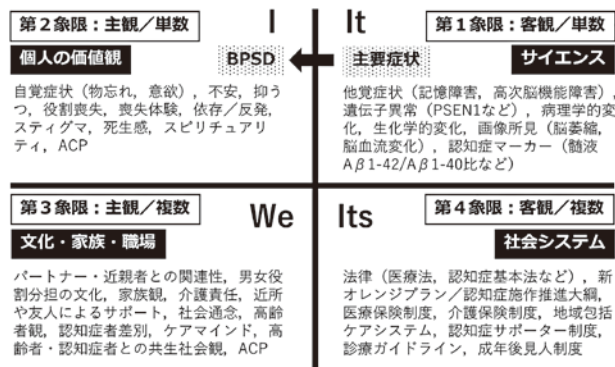 第2象限:主観/単数
I
個人の価値観
BPSD
自覚症状(物忘れ,意欲),不安,抑う
つ,役割喪失,喪失体験,依存/反発,
スティグマ,死生感,スピリチュアリ
ティ,ACP
It
第1象限:客観/単数
主要症状
サイエンス
他覚症状(記憶障害,高次脳機能障害),
遺伝子異常(PSEN1など),病理学的変
化,生化学的変化,画像所見(脳萎縮,
脳血流変化),認知症マーカー(髄液
Aβ1-42/Aβ1-40比など)
第3象限:主観/複数
We
文化・家族・職場
パートナー・近親者との関連性,男女役
割分担の文化,家族観,介護責任,近所
や友人によるサポート,社会通念,高齢
者観,認知症者差別,ケアマインド,高
齢者・認知症者との共生社会観,ACP
Its
第4象限:客観/複数
社会システム
法律(医療法,認知症基本法など),新
オレンジプラン/認知症施作推進大綱,
医療保険制度,介護保険制度,地域包括
ケアシステム,認知症サポーター制度,
診療ガイドライン,成年後見人制度